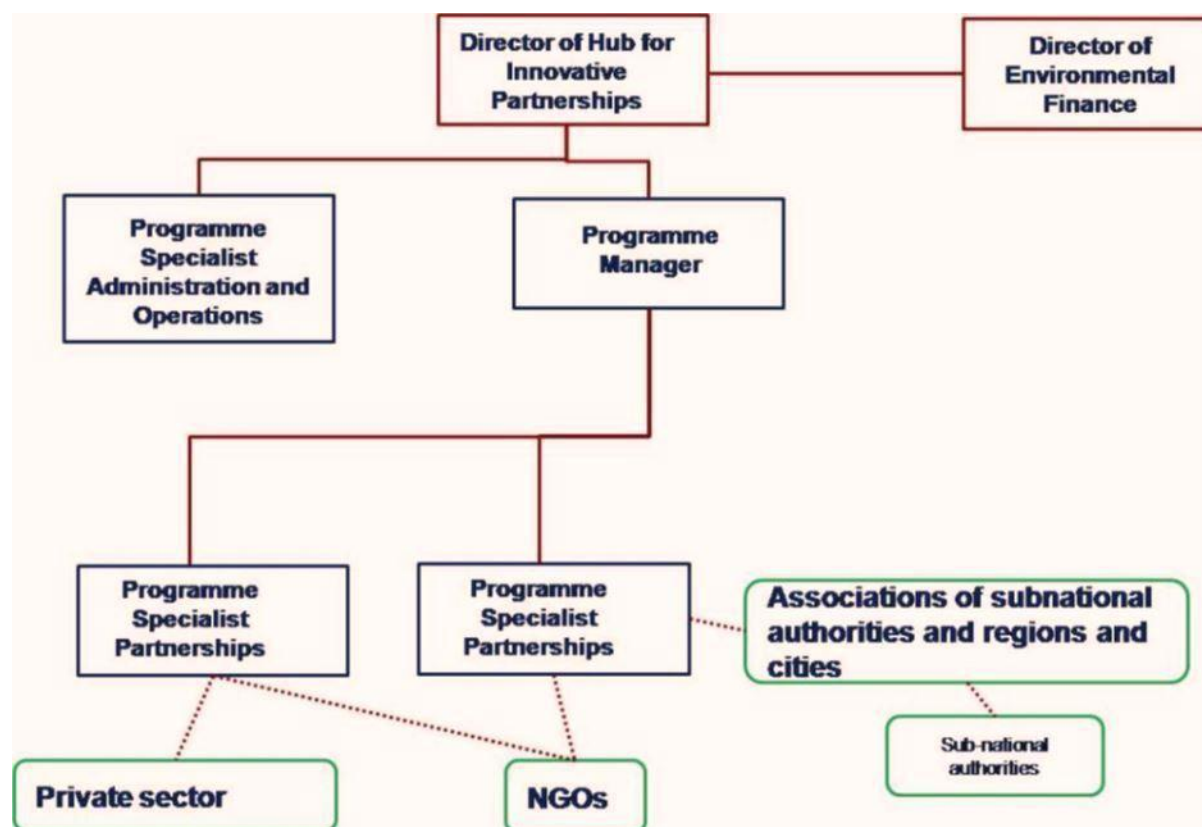 Director of Hub for
Innovative
Partnerships
Director of
Environmental
Finance
Programme
Specialist
Administration and
Operations
Programme
Manager
Programme
Specialist
Partnerships
Programme
Specialist
Partnerships
Associations of subnational
authorities and regions and
cities
Sub-national
authorities
Private sector
NGOs